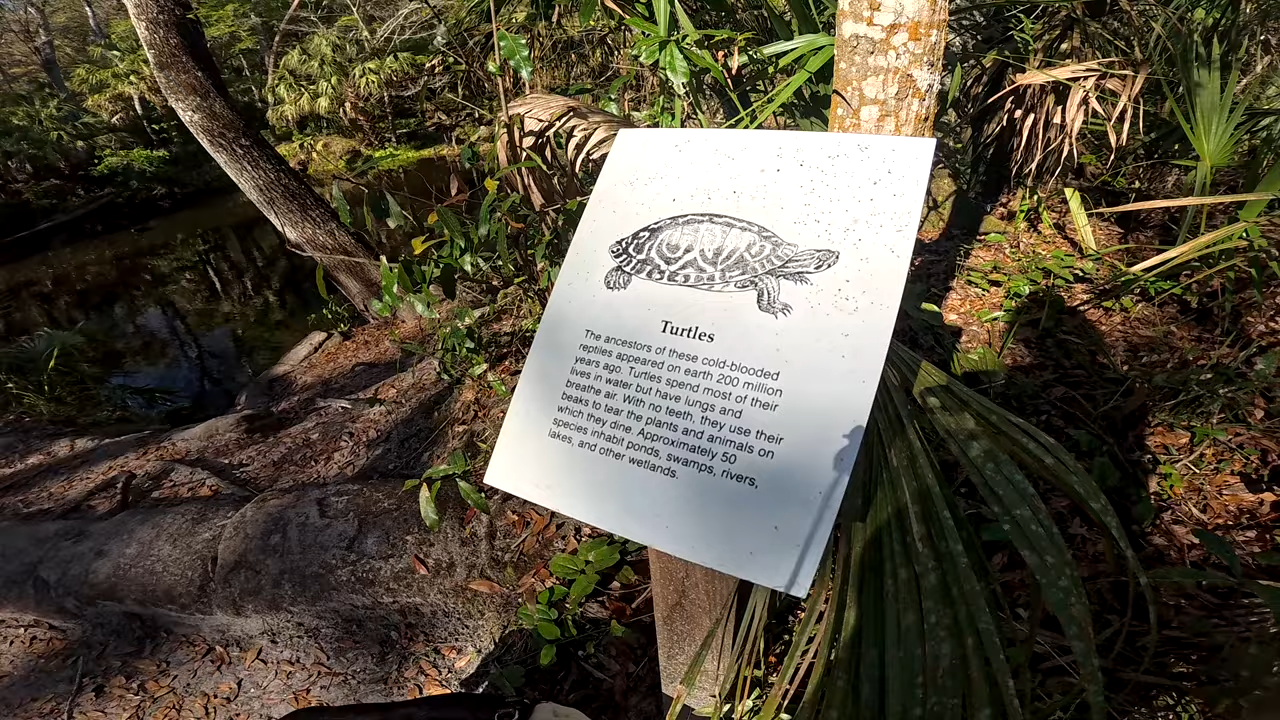 Turtles
The ancestors of these cold-blooded
reptiles appeared on earth 200 million
years ago. Turtles spend most of their
lives in water but have lungs and
breathe air. With no teeth, they use their
beaks to tear the plants and animals on
which they dine. Approximately 50
species inhabit ponds, swamps, rivers,
lakes, and other wetlands.